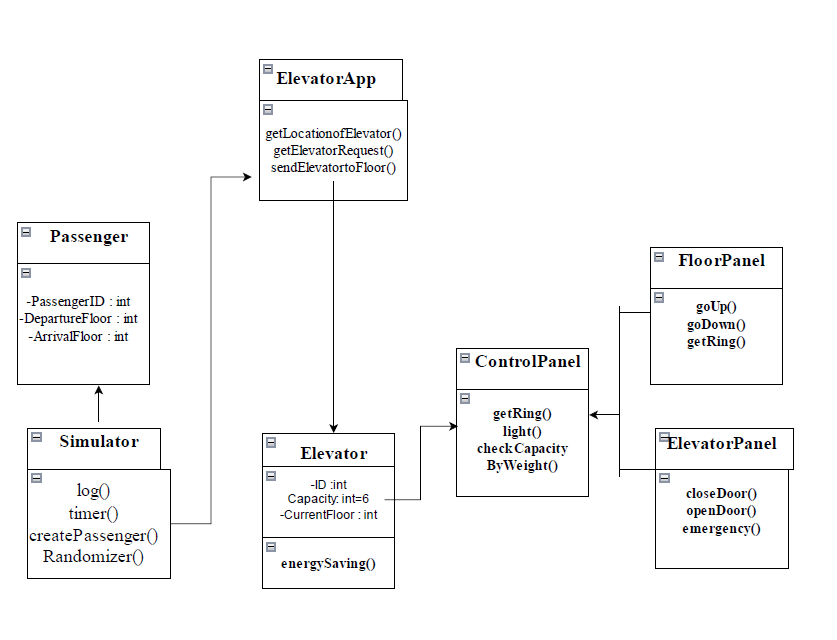 ElevatorApp
getLocationofElevator()
getElevatorRequest()
sendElevatortoFloor()
Passenger
-PassengerID : int
-DepartureFloor : int
-ArrivalFloor : int
FloorPanel
goUp()
goDown()
getRing()
ControlPanel
getRing()
light()
checkCapacity
ByWeight()
Simulator
log()
timer()
createPassenger()
Randomizer()
Elevator
-ID :int
Capacity: int=6
-CurrentFloor : int
energySaving()
ElevatorPanel
closeDoor()
openDoor()
emergency()